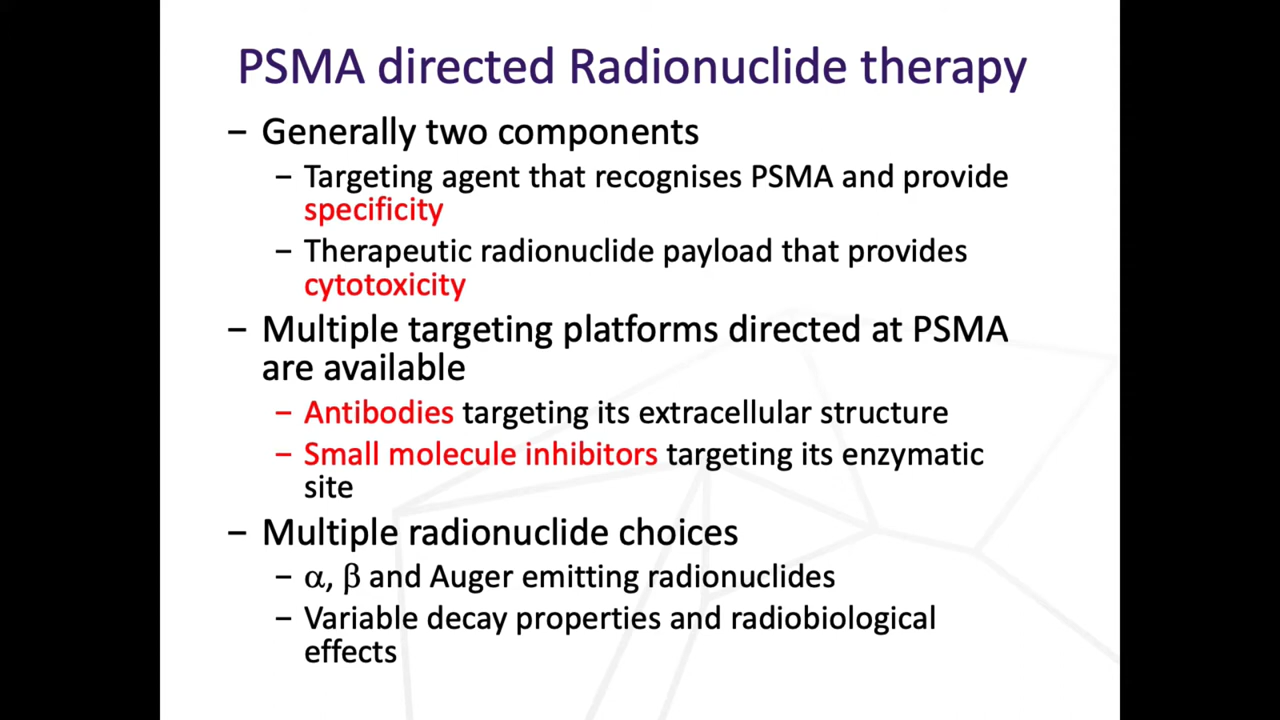 PSMA directed Radionuclide therapy
– Generally two components
– Targeting agent that recognises PSMA and provide
specificity
– Therapeutic radionuclide payload that provides
cytotoxicity
– Multiple targeting platforms directed at PSMA
are available
– Antibodies targeting its extracellular structure
– Small molecule inhibitors targeting its enzymatic
site
– Multiple radionuclide choices
– α, β and Auger emitting radionuclides
– Variable decay properties and radiobiological
effects